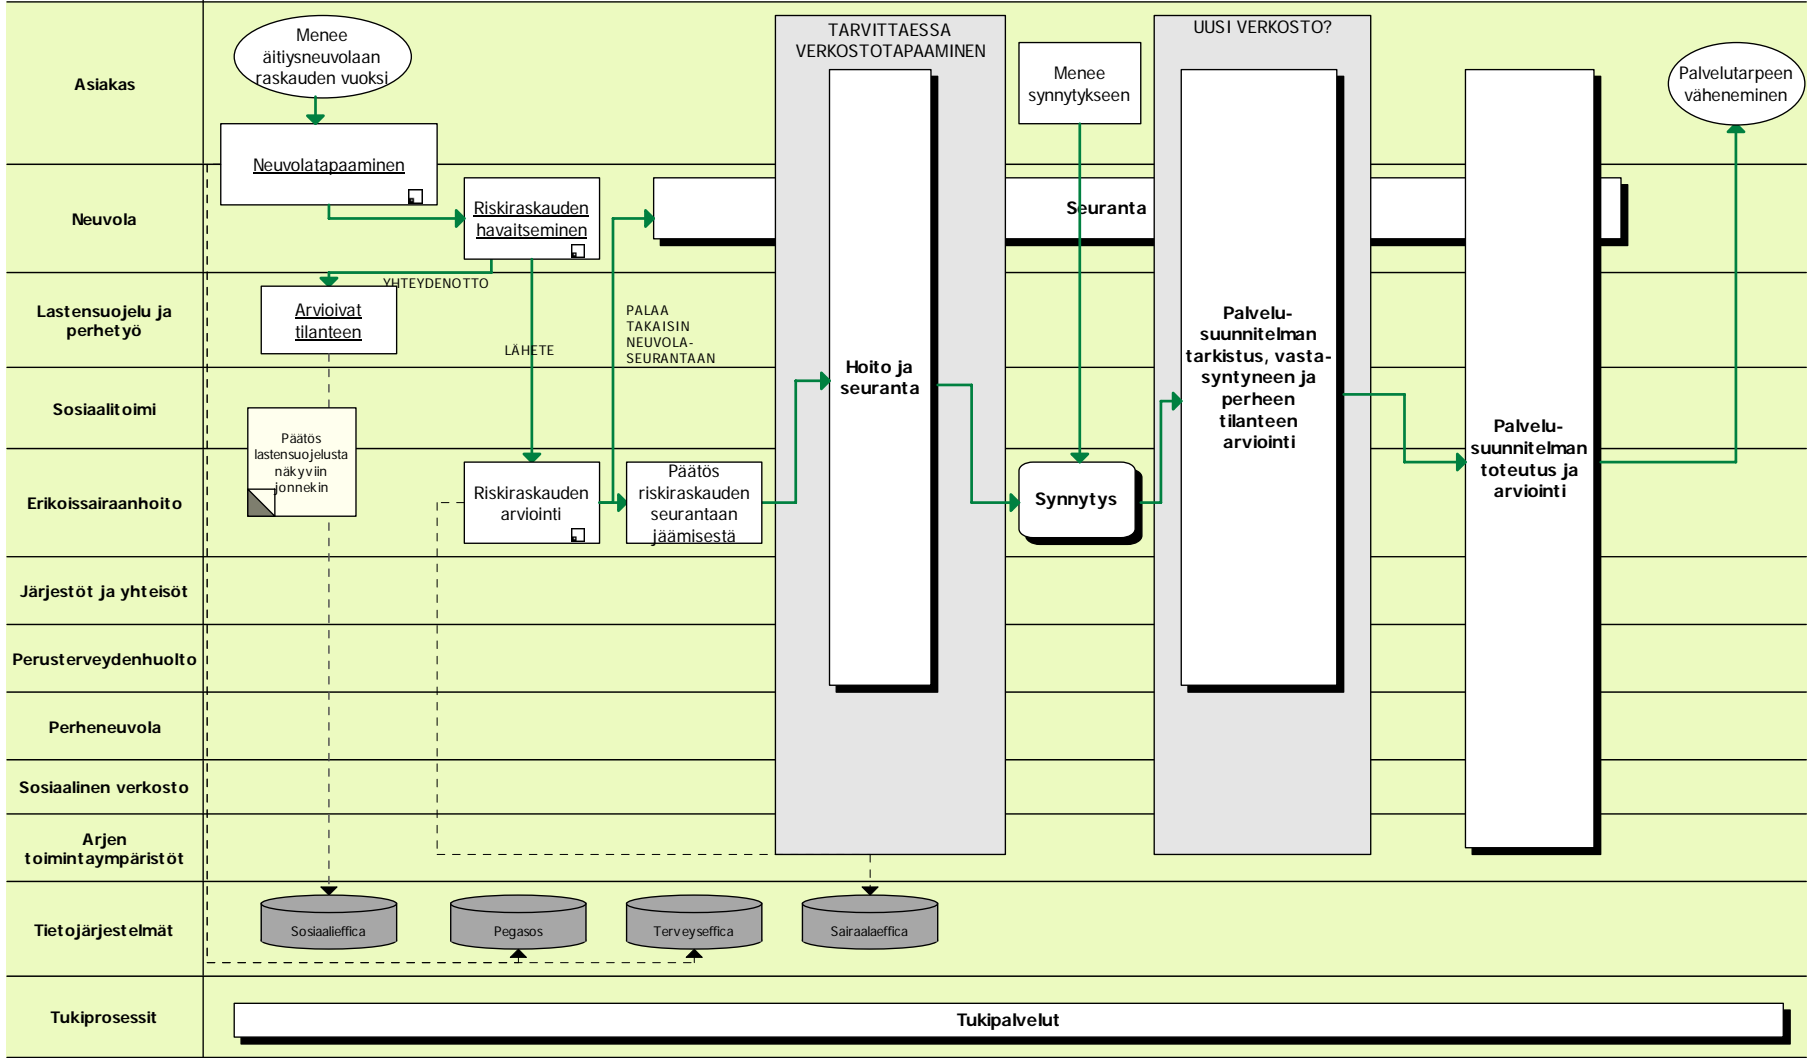 Asiakas
Menee
äitiysneuvolaan
raskauden vuoksi
TARVITTAESSA
VERKOSTOTAPAAMINEN
Menee
synnytykseen
UUSI VERKOSTO?
Palvelutarpeen
väheneminen
Neuvolatapaaminen
Neuvola
Riskiraskauden
havaitseminen
Seuranta
YHTEYDENOTTO
Lastensuojelu ja
perhetyö
Arvioivat
tilanteen
LÄHETE
PALAA
TAKAISIN
NEUVOLA-
SEURANTAAN
Hoito ja
seuranta
Palvelu-
suunnitelman
tarkistus, vasta-
syntyneen ja
perheen
tilanteen
arviointi
Sosiaalitoimi
Päätös
lastensuojelusta
näkyviin
jonnekin
Palvelu-
suunnitelman
toteutus ja
arviointi
Erikoissairaanhoito
Riskiraskauden
arviointi
Päätös
riskiraskauden
seurantaan
jäämisestä
Synnytys
Järjestöt ja yhteisöt
Perusterveydenhuolto
Perheneuvola
Sosiaalinen verkosto
Arjen
toimintaympäristöt
Tietojärjestelmät
Sosiaalieffica
Pegasos
Terveyseffica
Sairaalaeffica
Tukiprosessit
Tukipalvelut